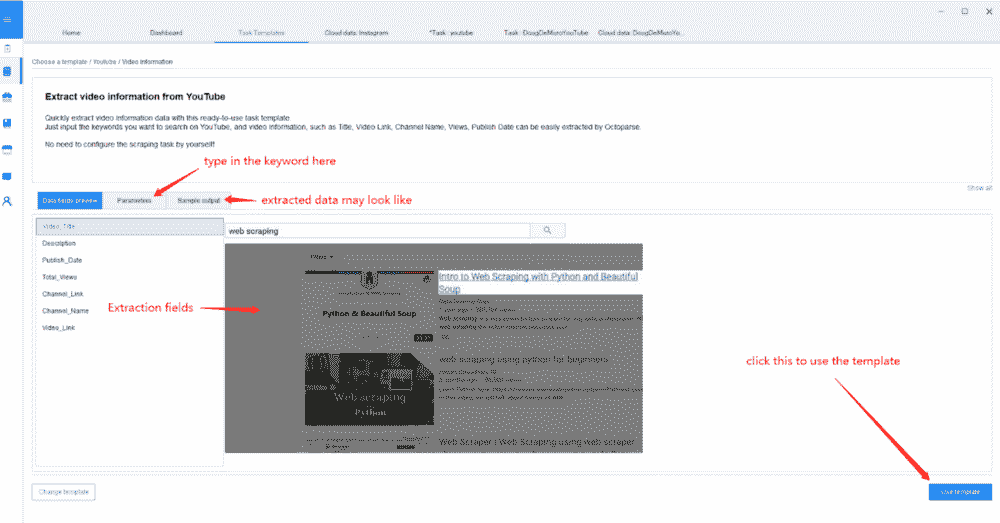 Home Dashboard Task Templates Cloud data: Instagram *Task : youtube Task : DougDeMuroYouTube Cloud data: DougDeMuroYo...
Choose a template / Youtube / Video information
Extract video information from YouTube
Quickly extract video information data with this ready-to-use task template.
Just input the keywords you want to search on YouTube, and video information, such as Title, Video Link, Channel Name, Views, Publish Date can be easily extracted by Octoparse.
No need to configure the scraping task by yourself!
type in the keyword here
Show all
Data fields preview Parameters Sample output extracted data may look like
Video_Title
web scraping
Description
Publish_Date
Total_Views
Channel_Link
Channel_Name
Video_Link
Extraction fields
Intro to Web Scraping with Python and Beautiful
Soup
Python & Beautiful Soup
web scraping using python for beginners
Web scraping
Python
Web Scraper | Web Scraping using web scraper
click this to use the template
Change template
Use template